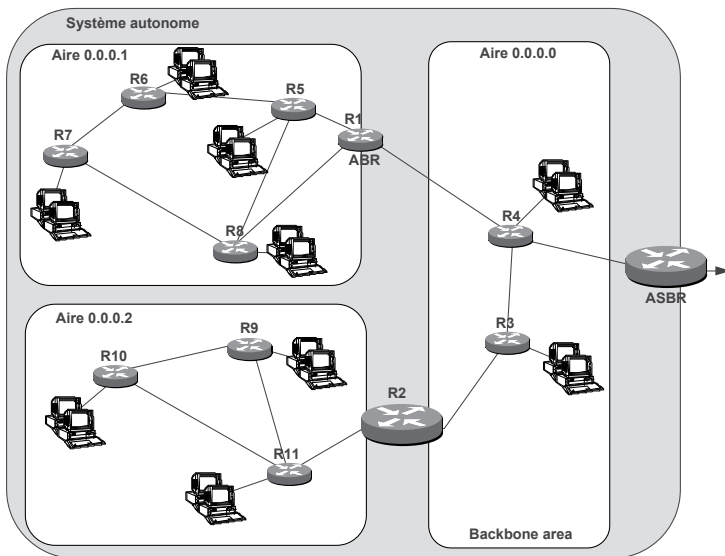 Système autonome
Aire 0.0.0.1
Aire 0.0.0.0
R6
R5
R1
ABR
R7
R4
R8
ASBR
Aire 0.0.0.2
R9
R3
R10
R2
R11
Backbone area